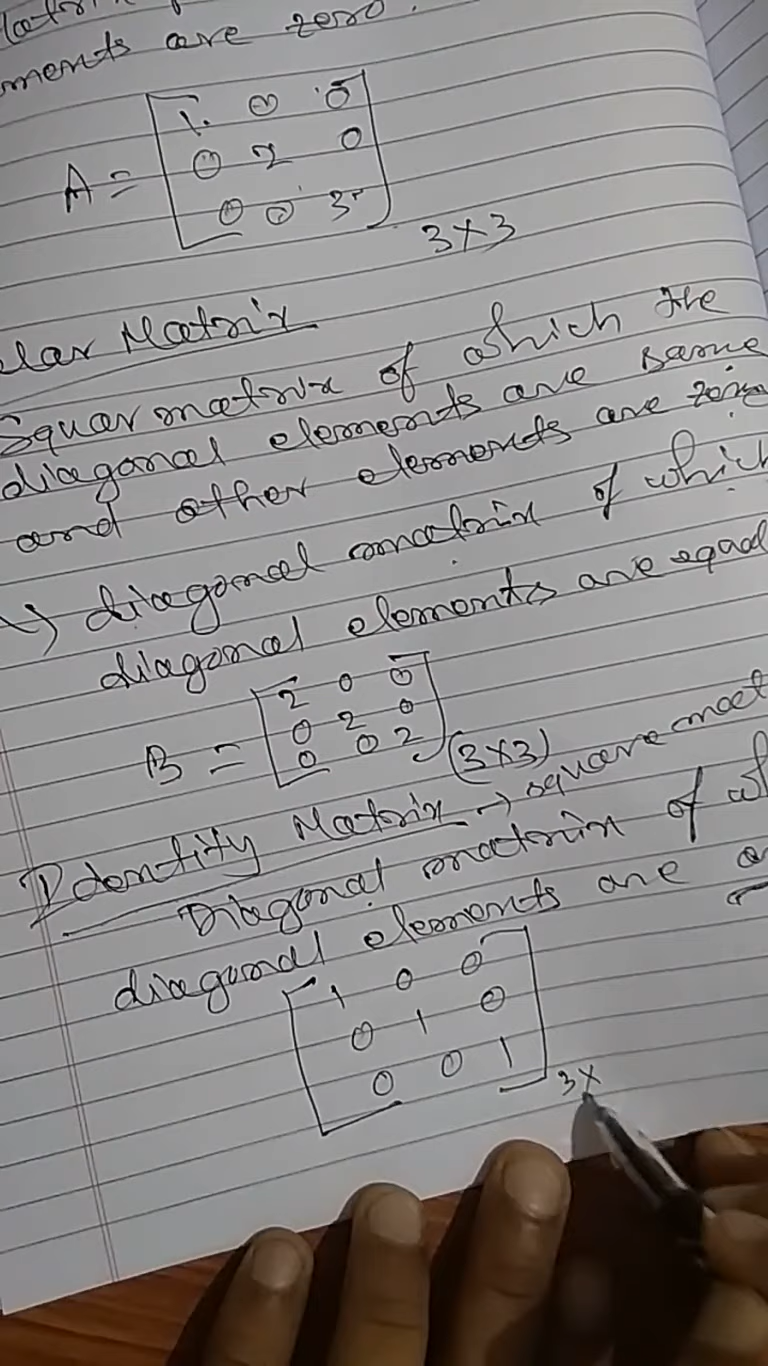 ments are zero.
A = [1 0 0
0 2 0
0 0 3] 3×3
lar Matrix
Squar matrix of which the
diagonal elements are same
and other elements are zero
↳ diagonal matrix of which
diagonal elements are equal
B = [2 0 0
0 2 0
0 0 2] (3×3)
Identity Matrix → square mat
Diagonal matrix of wh
diagonal elements are
[1 0 0
0 1 0
0 0 1] 3×